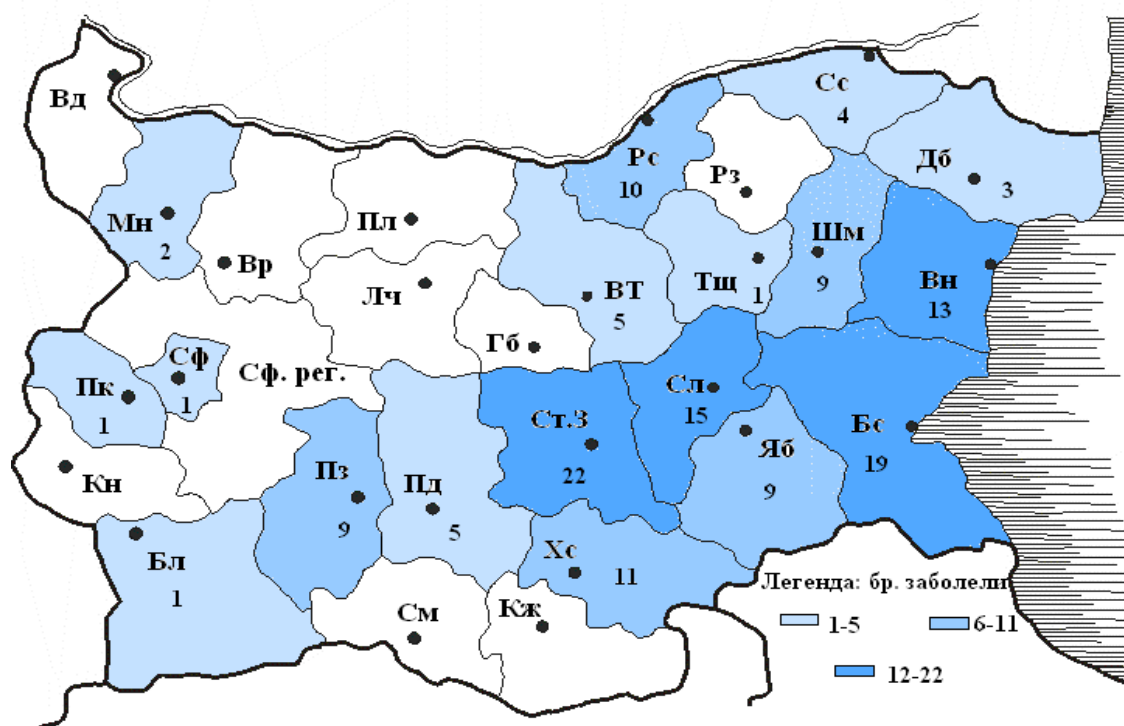 Вд
Сс
4
Рс
10
Рз
Дб
3
Мн
2
Пл
Шм
9
Вр
Лч
ВТ
5
Тщ
1
Вн
13
Гб
Сф
1
Пк
1
Сф. рег.
Сл
15
Ст.З
22
Бс
19
Яб
9
Кн
Пз
9
Пд
5
Хс
11
Бл
1
См
Кж
Легенда: бр. заболели
1-5
6-11
12-22